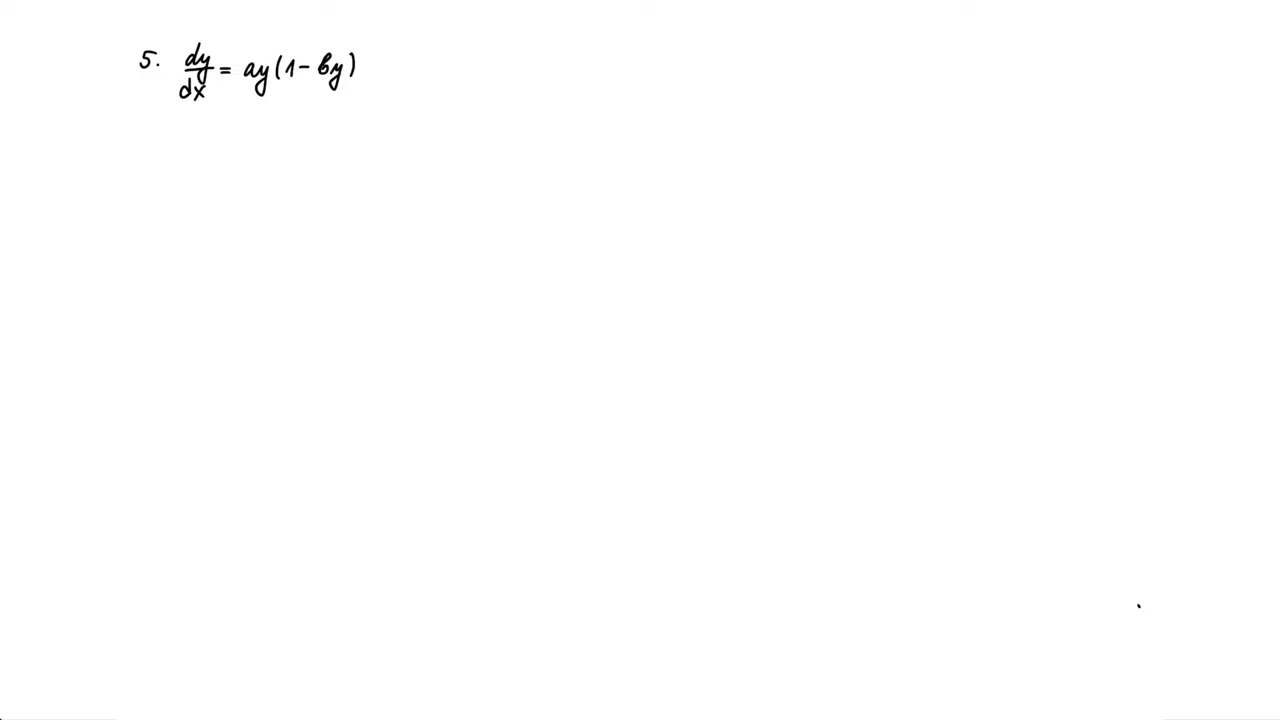 5. dy/dx = ay(1 - by)